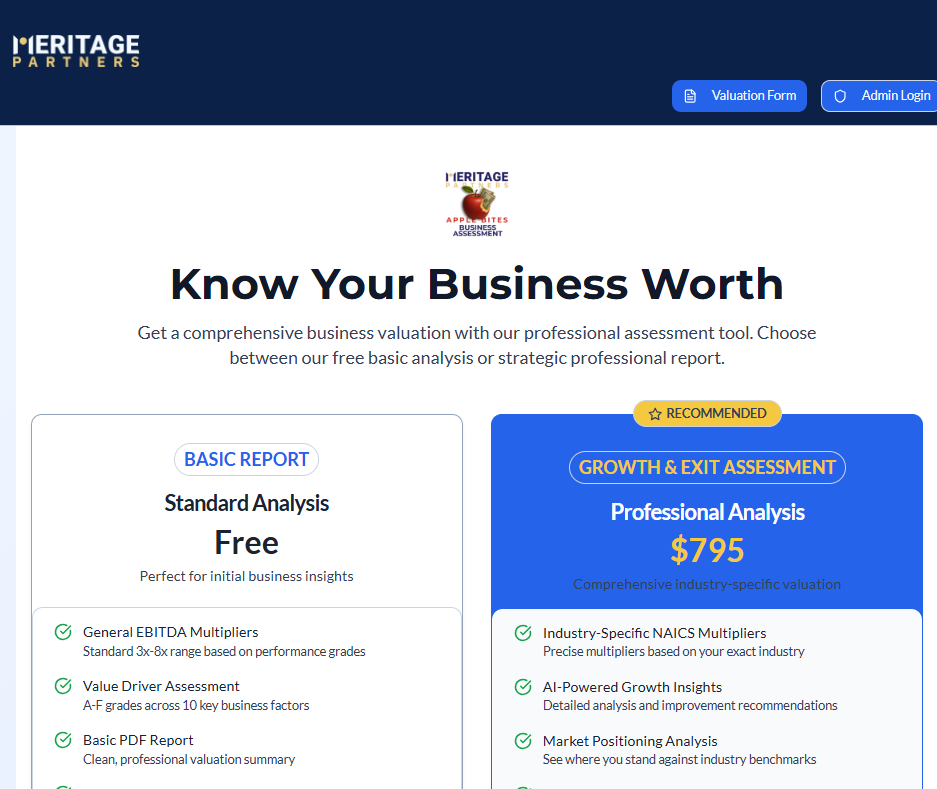 MERITAGE
PARTNERS
Valuation Form
Admin Login
MERITAGE
PARTNERS
APPLE BITES
BUSINESS
ASSESSMENT
Know Your Business Worth
Get a comprehensive business valuation with our professional assessment tool. Choose
between our free basic analysis or strategic professional report.
BASIC REPORT
Standard Analysis
Free
Perfect for initial business insights
General EBITDA Multipliers
Standard 3x-8x range based on performance grades
Value Driver Assessment
A-F grades across 10 key business factors
Basic PDF Report
Clean, professional valuation summary
RECOMMENDED
GROWTH & EXIT ASSESSMENT
Professional Analysis
$795
Comprehensive industry-specific valuation
Industry-Specific NAICS Multipliers
Precise multipliers based on your exact industry
AI-Powered Growth Insights
Detailed analysis and improvement recommendations
Market Positioning Analysis
See where you stand against industry benchmarks